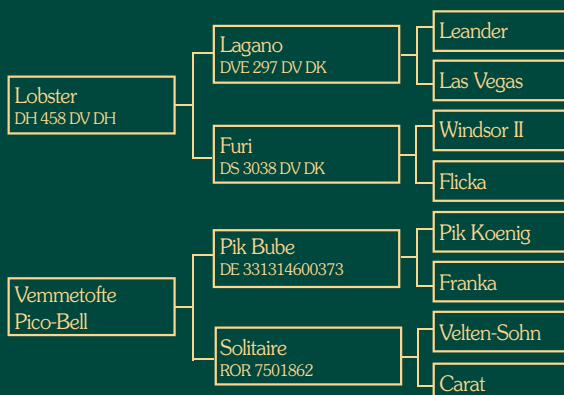 Lobster
DH 458 DV DH
Lagano
DVE 297 DV DK
Leander
Las Vegas
Furi
DS 3038 DV DK
Windsor II
Flicka
Vemmetofte
Pico-Bell
Pik Bube
DE 331314600373
Pik Koenig
Franka
Solitaire
ROR 7501862
Velten-Sohn
Carat